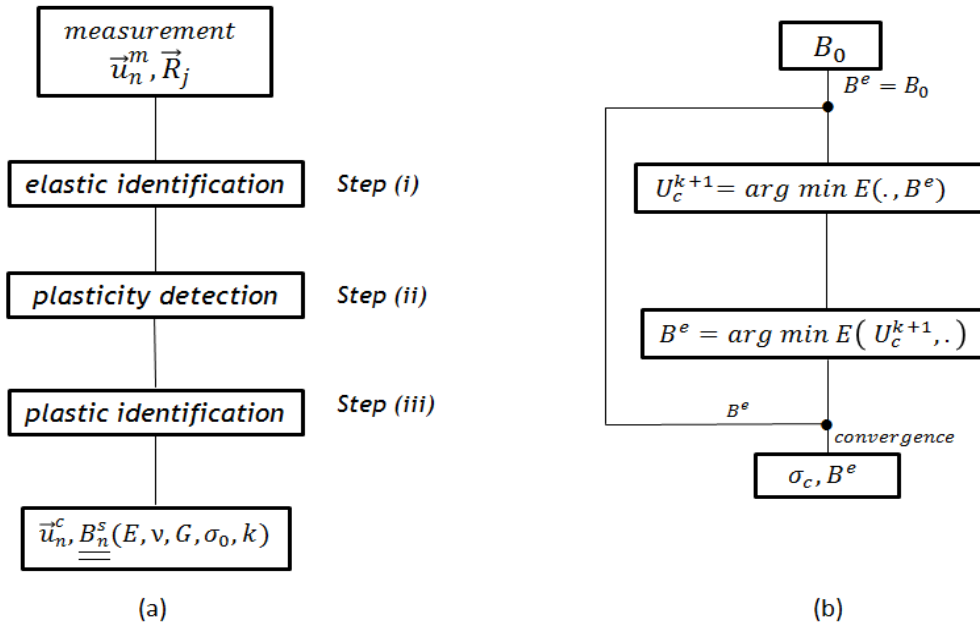 measurement
u⃗ₙᵐ, R⃗ⱼ
elastic identification
Step (i)
plasticity detection
Step (ii)
plastic identification
Step (iii)
u⃗ₙᶜ, Bₙˢ(E, ν, G, σ₀, k)
(a)
B₀
Bᵉ = B₀
U_c^{k+1} = arg min E(., Bᵉ)
Bᵉ = arg min E( U_c^{k+1}, .)
Bᵉ
convergence
σ_c, Bᵉ
(b)